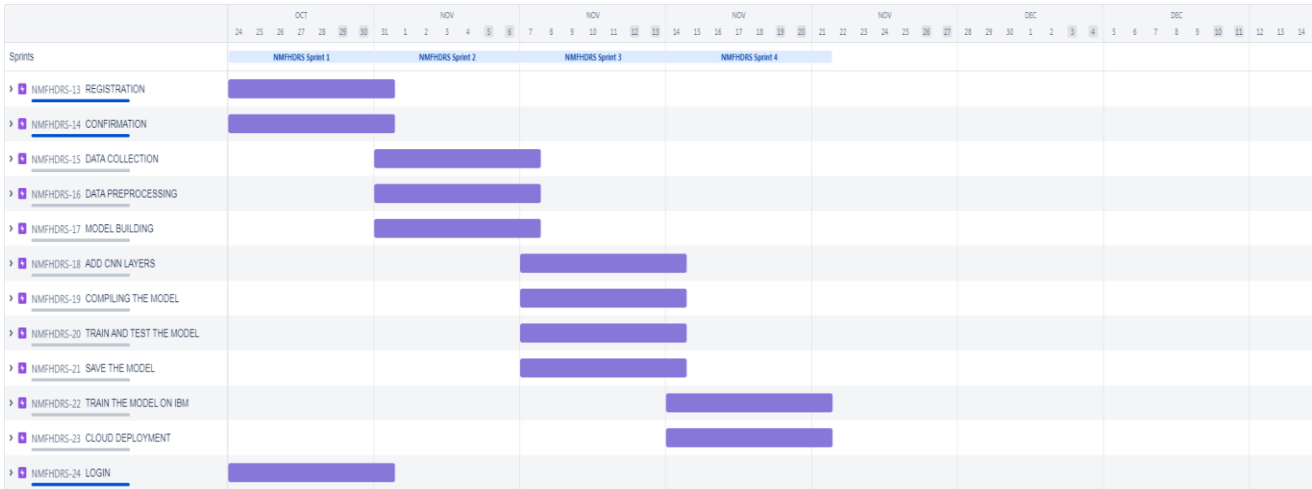 OCT NOV NOV NOV NOV DEC DEC
24 25 26 27 28 29 30 31 1 2 3 4 5 6 7 8 9 10 11 12 13 14 15 16 17 18 19 20 21 22 23 24 25 26 27 28 29 30 1 2 3 4 5 6 7 8 9 10 11 12 13 14
Sprints NMFHDRS Sprint 1 NMFHDRS Sprint 2 NMFHDRS Sprint 3 NMFHDRS Sprint 4
NMFHDRS-13 REGISTRATION
NMFHDRS-14 CONFIRMATION
NMFHDRS-15 DATA COLLECTION
NMFHDRS-16 DATA PREPROCESSING
NMFHDRS-17 MODEL BUILDING
NMFHDRS-18 ADD CNN LAYERS
NMFHDRS-19 COMPILING THE MODEL
NMFHDRS-20 TRAIN AND TEST THE MODEL
NMFHDRS-21 SAVE THE MODEL
NMFHDRS-22 TRAIN THE MODEL ON IBM
NMFHDRS-23 CLOUD DEPLOYMENT
NMFHDRS-24 LOGIN